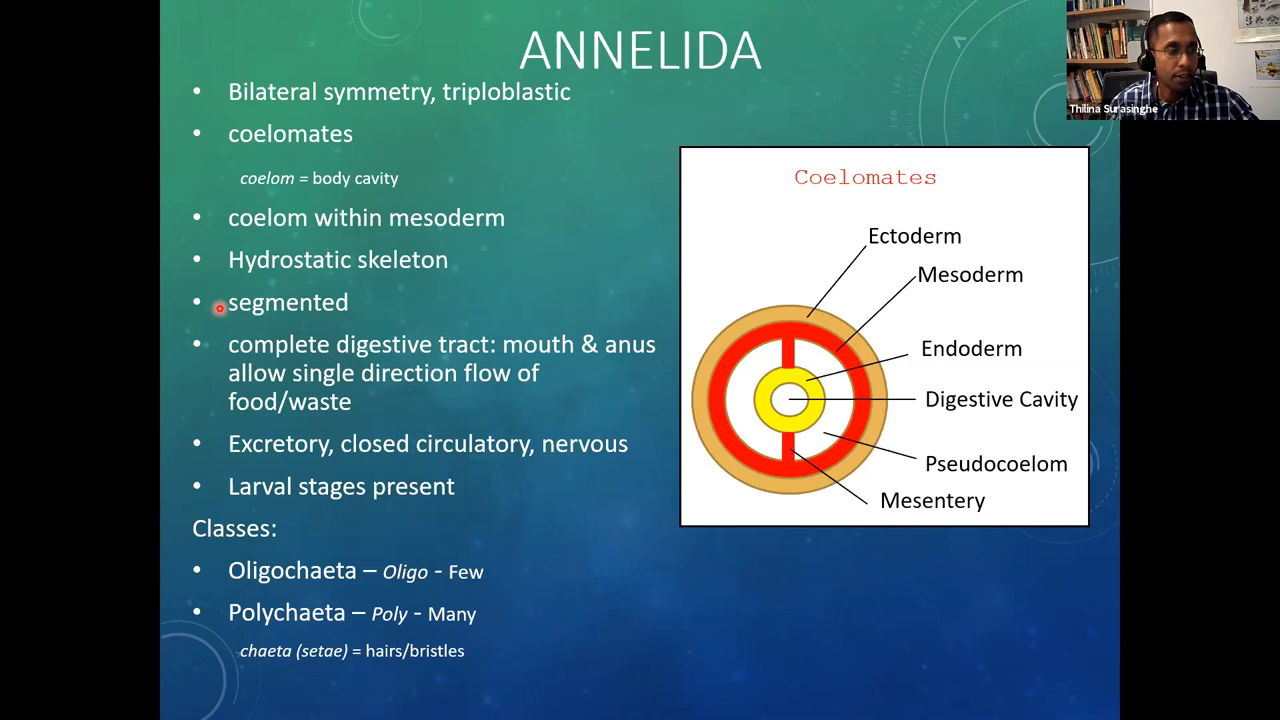 ANNELIDA
Thilina Surasinghe
• Bilateral symmetry, triploblastic
• coelomates
coelom = body cavity
• coelom within mesoderm
• Hydrostatic skeleton
• segmented
• complete digestive tract: mouth & anus
allow single direction flow of
food/waste
• Excretory, closed circulatory, nervous
• Larval stages present
Classes:
• Oligochaeta – Oligo - Few
• Polychaeta – Poly - Many
chaeta (setae) = hairs/bristles
Coelomates
Ectoderm
Mesoderm
Endoderm
Digestive Cavity
Pseudocoelom
Mesentery